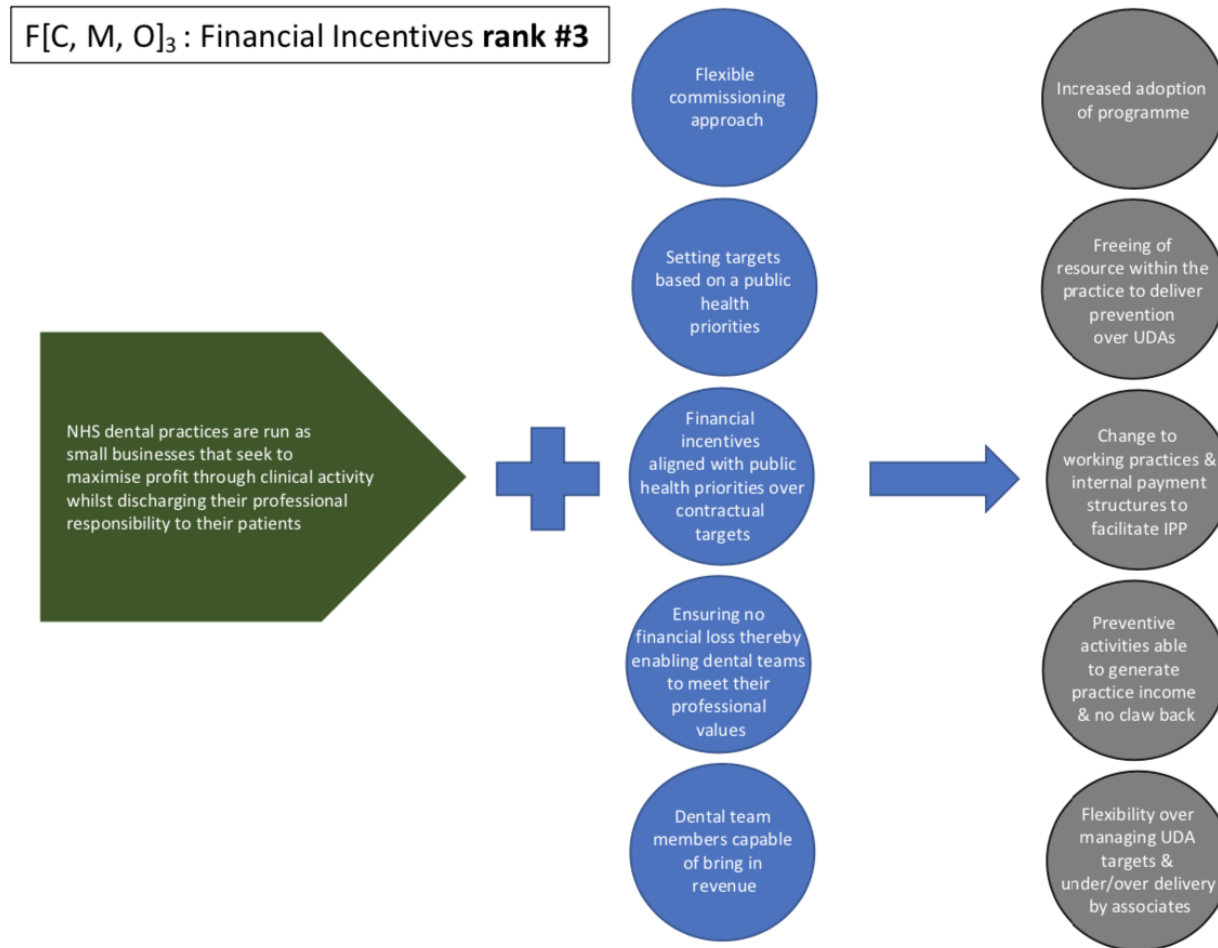 F[C, M, O]₃ : Financial Incentives rank #3
NHS dental practices are run as
small businesses that seek to
maximise profit through clinical activity
whilst discharging their professional
responsibility to their patients
Flexible
commissioning
approach
Setting targets
based on a public
health
priorities
Financial
incentives
aligned with public
health priorities over
contractual
targets
Ensuring no
financial loss thereby
enabling dental teams
to meet their
professional
values
Dental team
members capable
of bring in
revenue
Increased adoption
of programme
Freeing of
resource within the
practice to deliver
prevention
over UDAs
Change to
working practices &
internal payment
structures to
facilitate IPP
Preventive
activities able
to generate
practice income
& no claw back
Flexibility over
managing UDA
targets &
under/over delivery
by associates